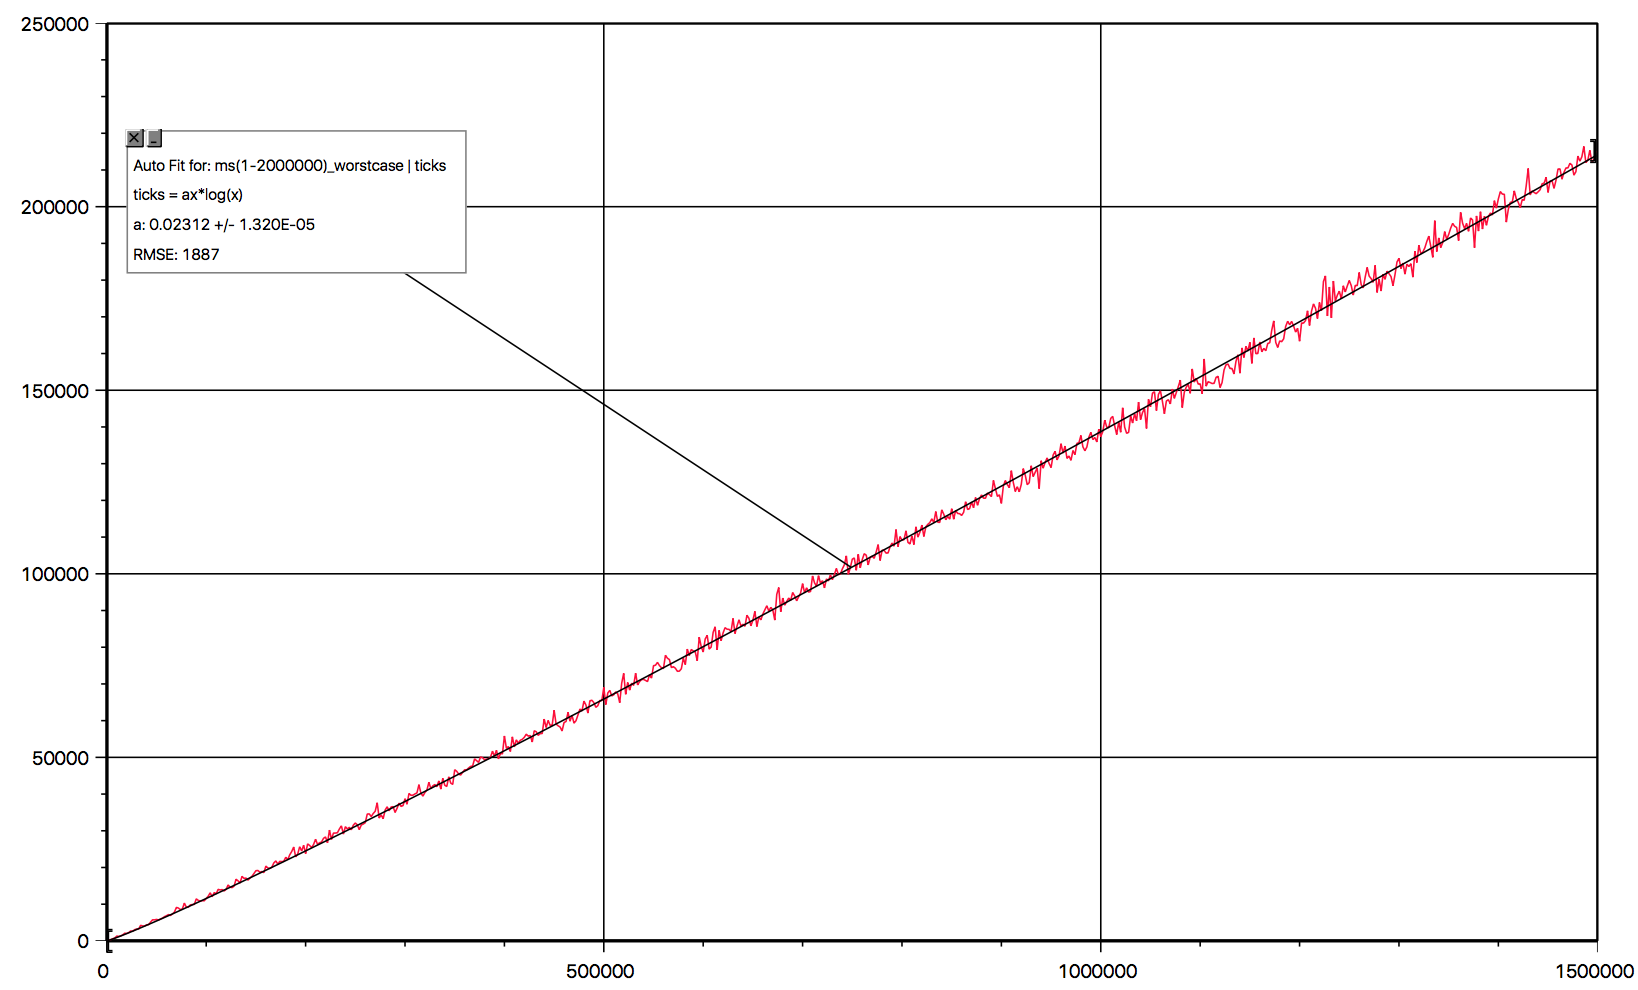 250000
Auto Fit for: ms(1-2000000)_worstcase | ticks
ticks = ax*log(x)
a: 0.02312 +/- 1.320E-05
RMSE: 1887
200000
150000
100000
50000
0
0 500000 1000000 1500000